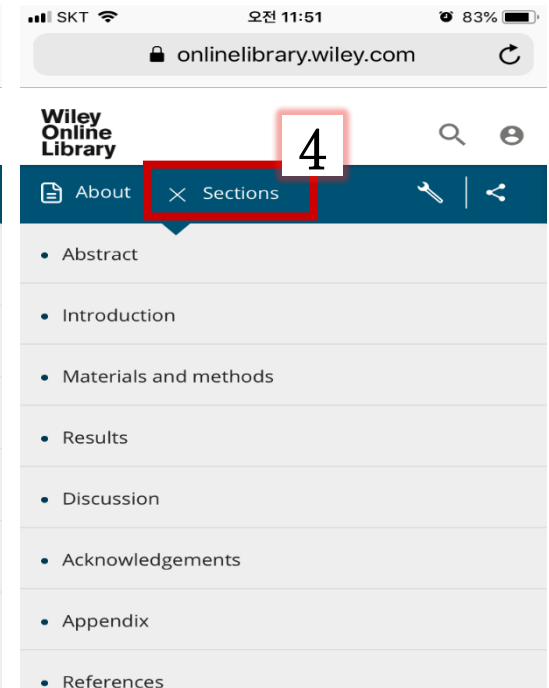 SKT 오전 11:51 83%
onlinelibrary.wiley.com
Wiley
Online
Library
4
About Sections
• Abstract
• Introduction
• Materials and methods
• Results
• Discussion
• Acknowledgements
• Appendix
• References